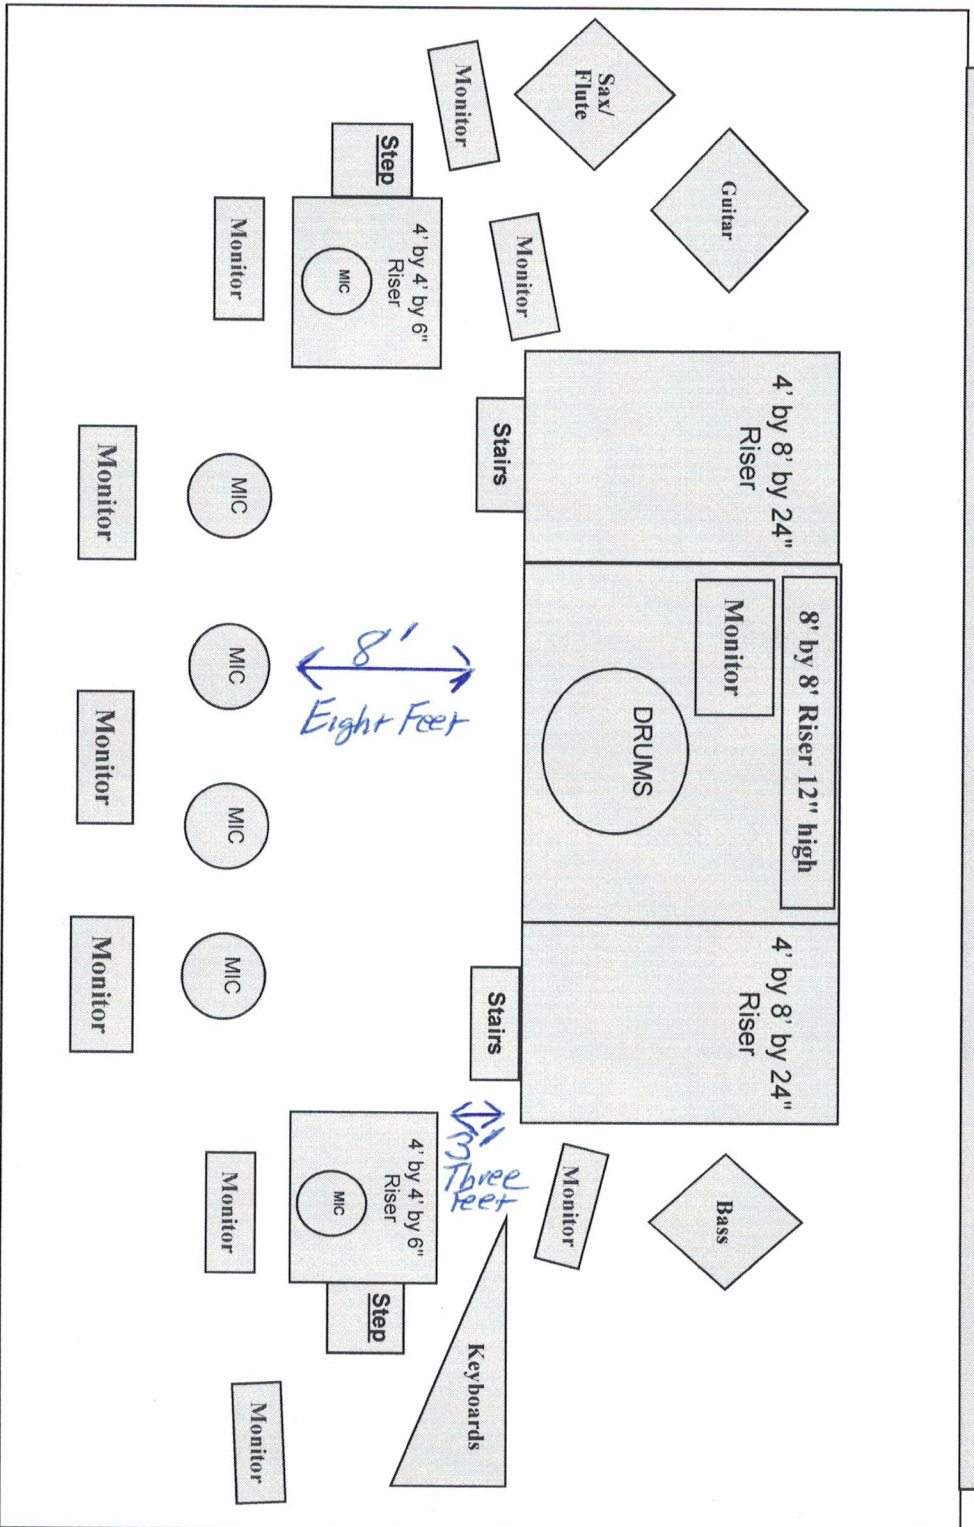 Sax/
Flute
Guitar
Monitor
Monitor
Step
4' by 4' by 6"
Riser
MIC
Monitor
4' by 8' by 24"
Riser
Stairs
8' by 8' Riser 12" high
Monitor
DRUMS
4' by 8' by 24"
Riser
Stairs
8'
Eight Feet
3'
Three
Feet
MIC
MIC
MIC
MIC
Monitor
Monitor
Monitor
Bass
Monitor
4' by 4' by 6"
Riser
MIC
Step
Monitor
Keyboards
Monitor